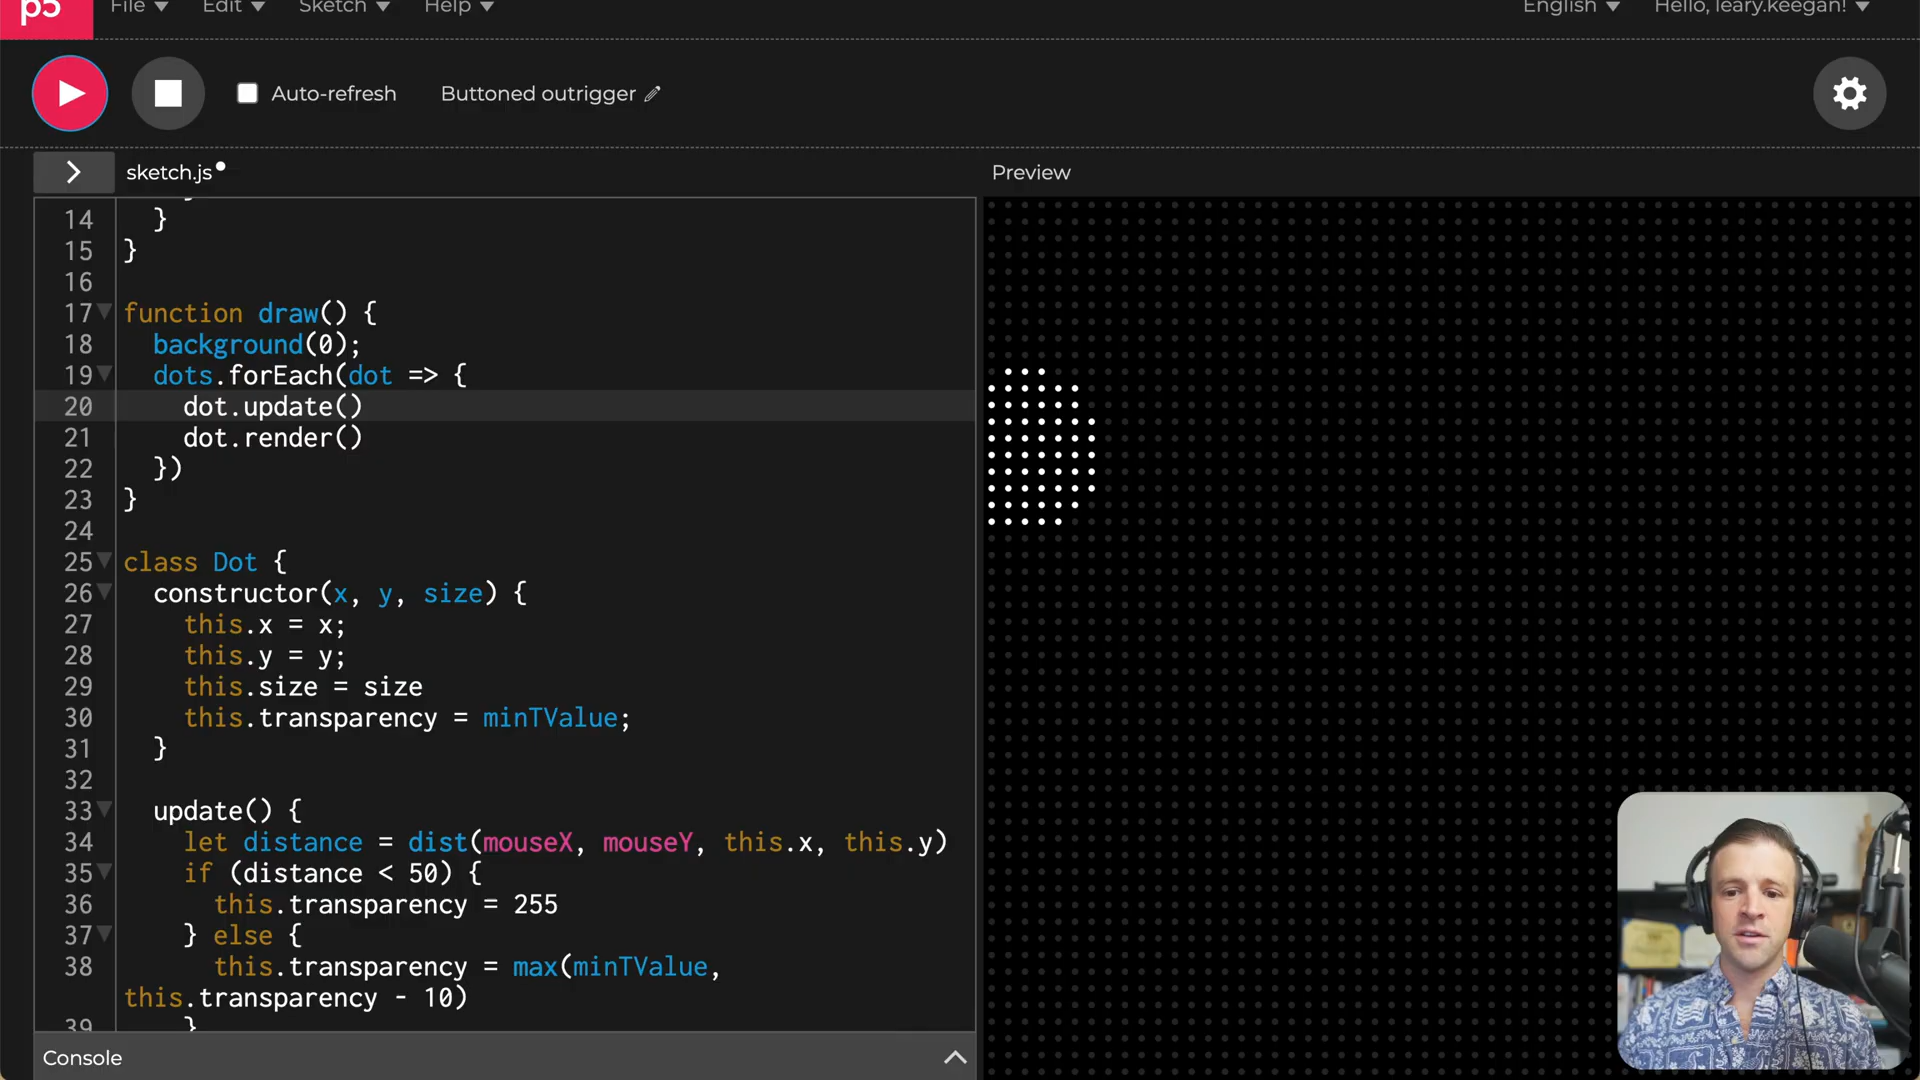 p5
File
Edit
Sketch
Help
English
Hello, leary.keegan!
Auto-refresh
Buttoned outrigger
sketch.js
Preview
14 }
15 }
16
17 function draw() {
18 background(0);
19 dots.forEach(dot => {
20 dot.update()
21 dot.render()
22 })
23 }
24
25 class Dot {
26 constructor(x, y, size) {
27 this.x = x;
28 this.y = y;
29 this.size = size
30 this.transparency = minTValue;
31 }
32
33 update() {
34 let distance = dist(mouseX, mouseY, this.x, this.y)
35 if (distance < 50) {
36 this.transparency = 255
37 } else {
38 this.transparency = max(minTValue,
this.transparency - 10)
39 }
Console